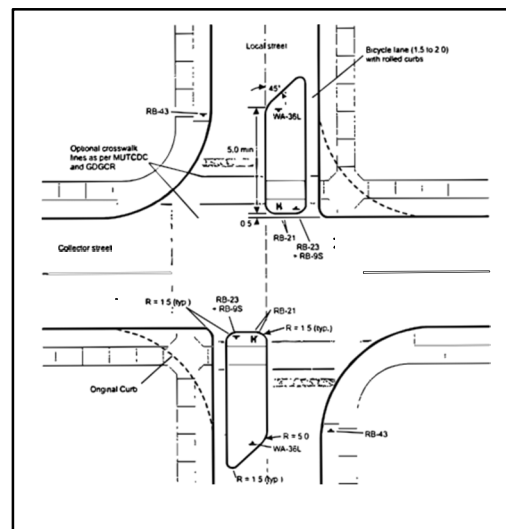 Local street
Bicycle lane (1.5 to 2.0)
with rolled curbs
45°
RB-43
WA-36L
Optional crosswalk
lines as per MUTCDC
and GDGCR
5.0 min
0.5
RB-21
RB-23
+ RB-9S
Collector street
RB-23
+ RB-9S
RB-21
R = 1.5 (typ.)
R = 1.5 (typ.)
Original Curb
R = 5.0
WA-36L
RB-43
R = 1.5 (typ.)